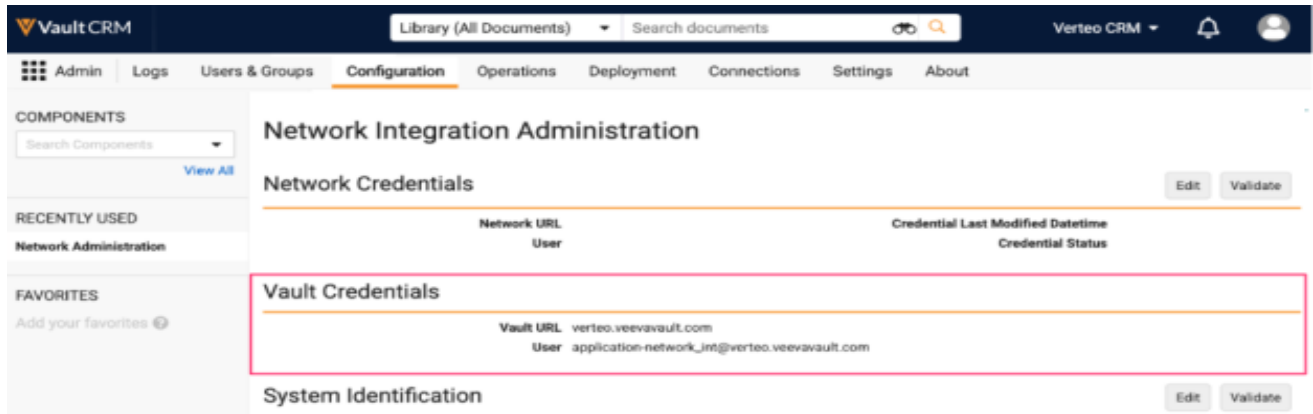 VaultCRM Library (All Documents) Search documents Verteo CRM
Admin Logs Users & Groups Configuration Operations Deployment Connections Settings About
COMPONENTS
Search Components
View All
RECENTLY USED
Network Administration
FAVORITES
Add your favorites
Network Integration Administration
Network Credentials Edit Validate
Network URL Credential Last Modified Datetime
User Credential Status
Vault Credentials
Vault URL verteo.veevavault.com
User application-network_int@verteo.veevavault.com
System Identification Edit Validate